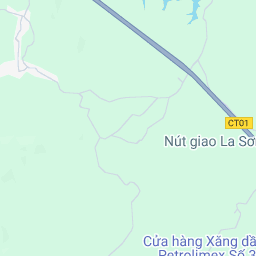 CT01
Nút giao La Sơ
Cửa hàng Xăng dầ
Petrolimex Số 3